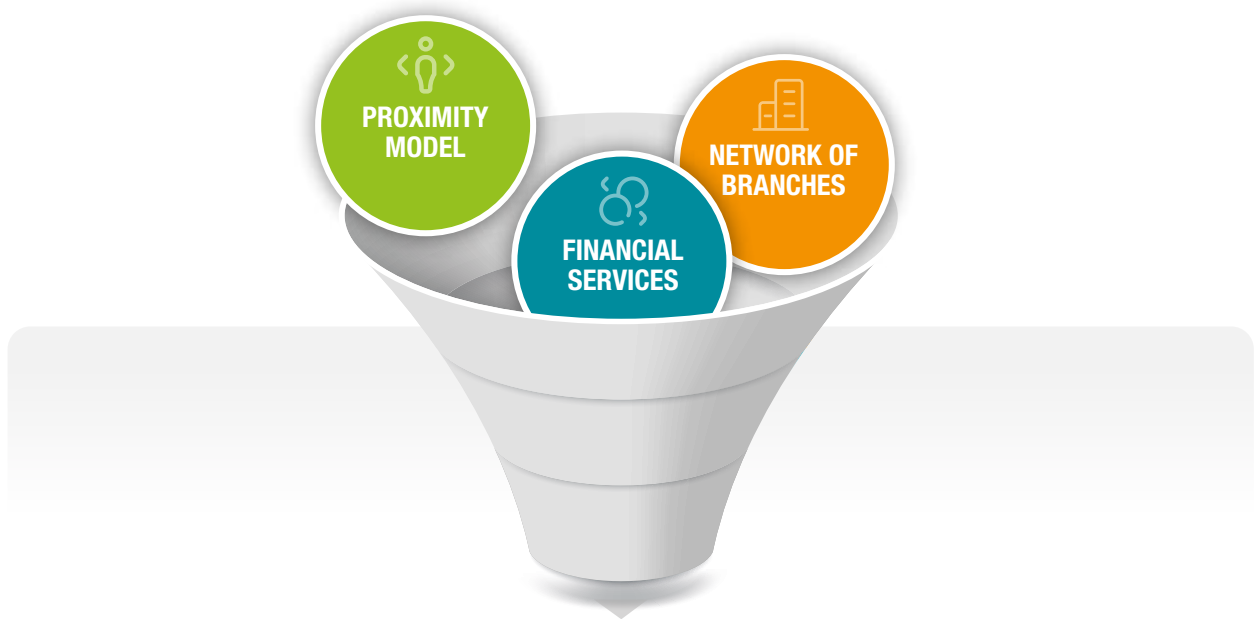 PROXIMITY
MODEL
NETWORK OF
BRANCHES
FINANCIAL
SERVICES